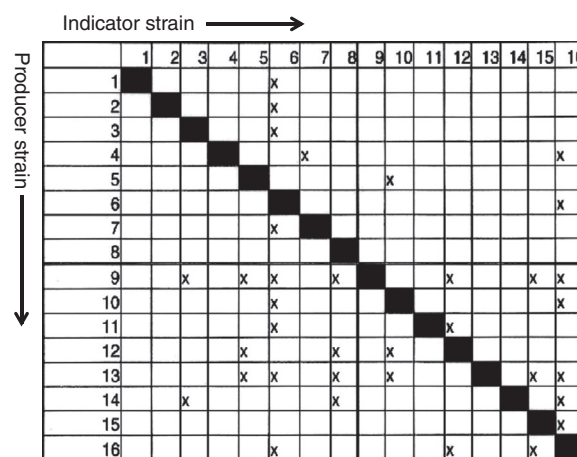 Indicator strain
1 2 3 4 5 6 7 8 9 10 11 12 13 14 15 16
Producer strain
1 x
2 x
3 x
4 x x
5 x
6 x
7 x
8
9 x x x x x x x
10 x x
11 x x
12 x x x
13 x x x x x x
14 x x x
15 x
16 x x x